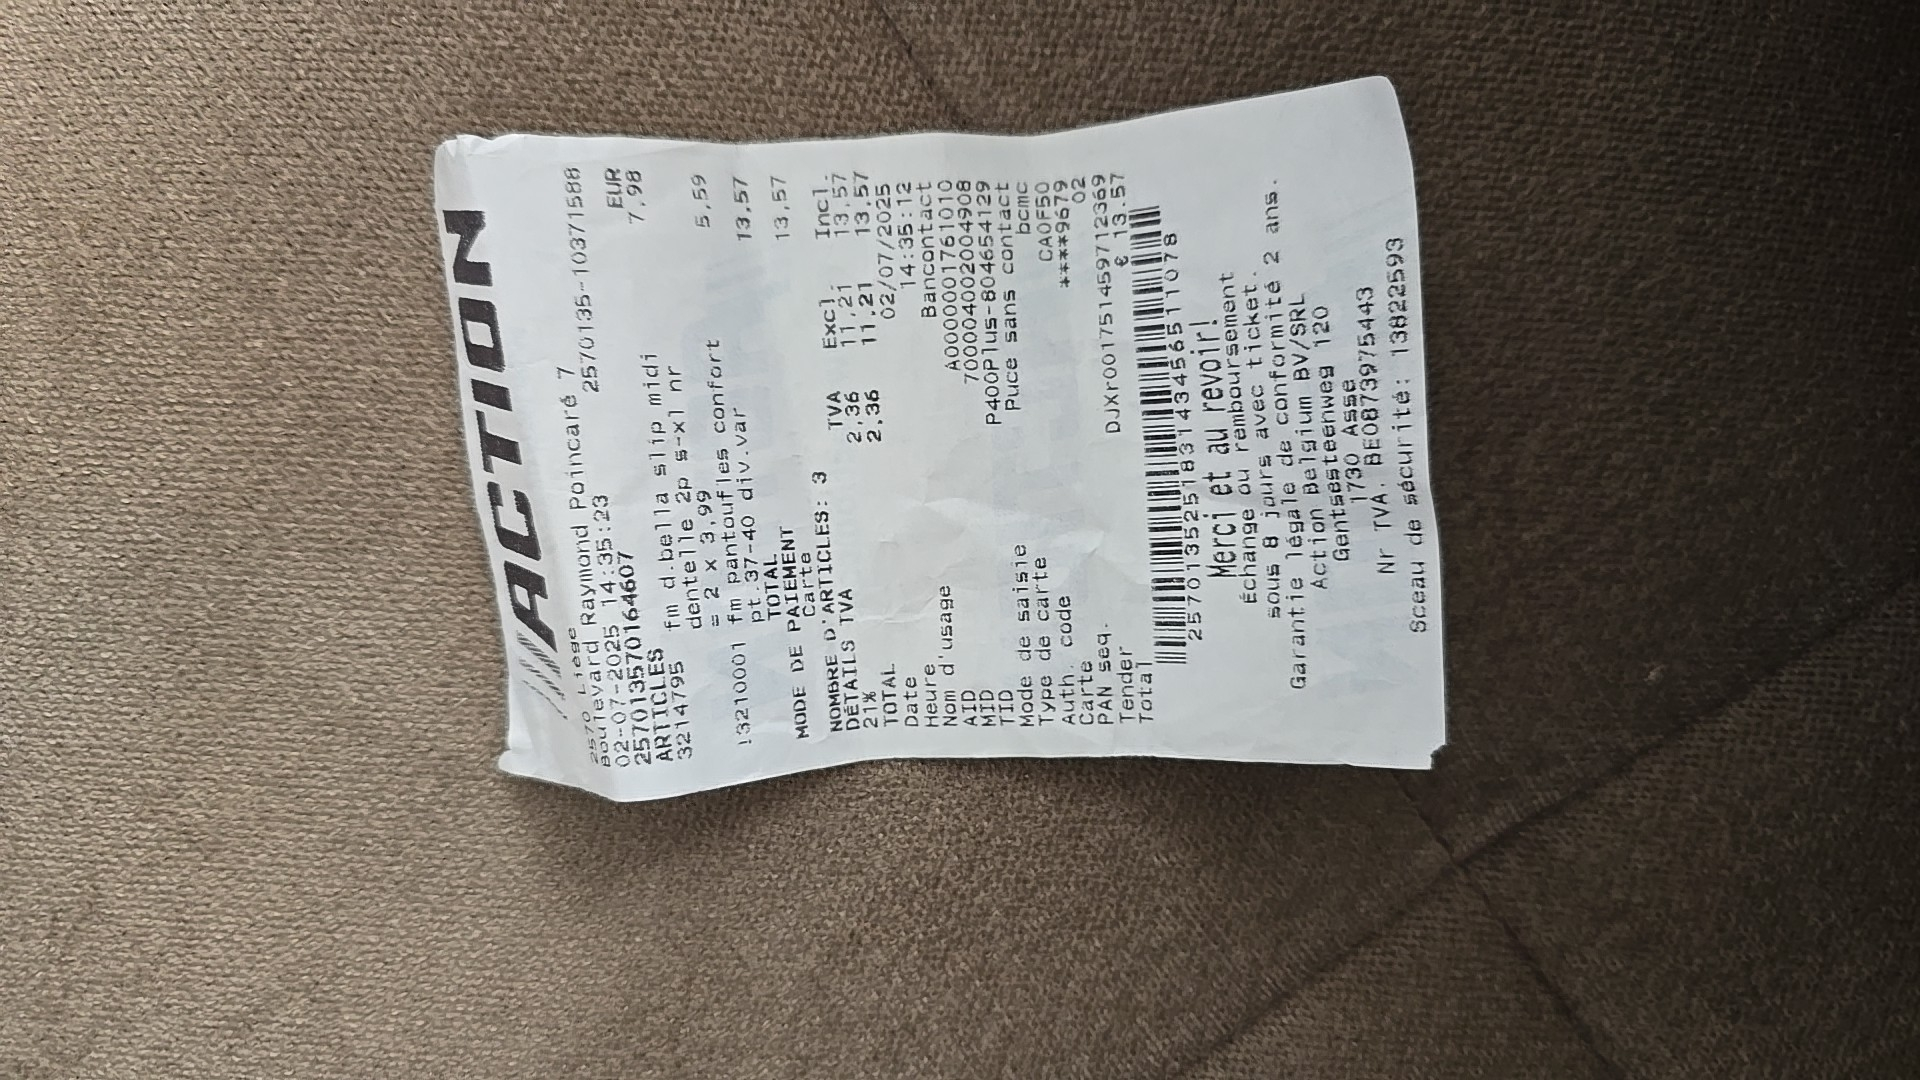 ACTION
2570 Liége
Boulevard Raymond Poincaré 7
02-07-2025 14:35:23 2570135-10371588
257013570164607
ARTICLES EUR
3214795 fm d.bella slip midi 7,98
dentelle 2p s-xl nr
= 2 x 3,99
!3210001 fm pantoufles confort 5,59
pt.37-40 div.var
TOTAL 13,57
MODE DE PAIEMENT
Carte 13,57
NOMBRE D'ARTICLES: 3
DÉTAILS TVA TVA Excl. Incl.
21% 2,36 11,21 13,57
TOTAL 2,36 11,21 13,57
Date 02/07/2025
Heure 14:35:12
Nom d'usage Bancontact
AID A0000001761010
MID 7000040020049​08
TID P400Plus-804654129
Mode de saisie Puce sans contact
Type de carte bcmc
Auth. code CA0F50
Carte ****9679
PAN seq. 02
Tender DJXr001751459712369
Total € 13.57
2570135251831434565110​78
Merci et au revoir!
Échange ou remboursement
sous 8 jours avec ticket.
Garantie légale de conformité 2 ans.
Action Belgium BV/SRL
Gentsesteenweg 120
1730 Asse
Nr TVA. BE0873975443
Sceau de sécurité: 13822593